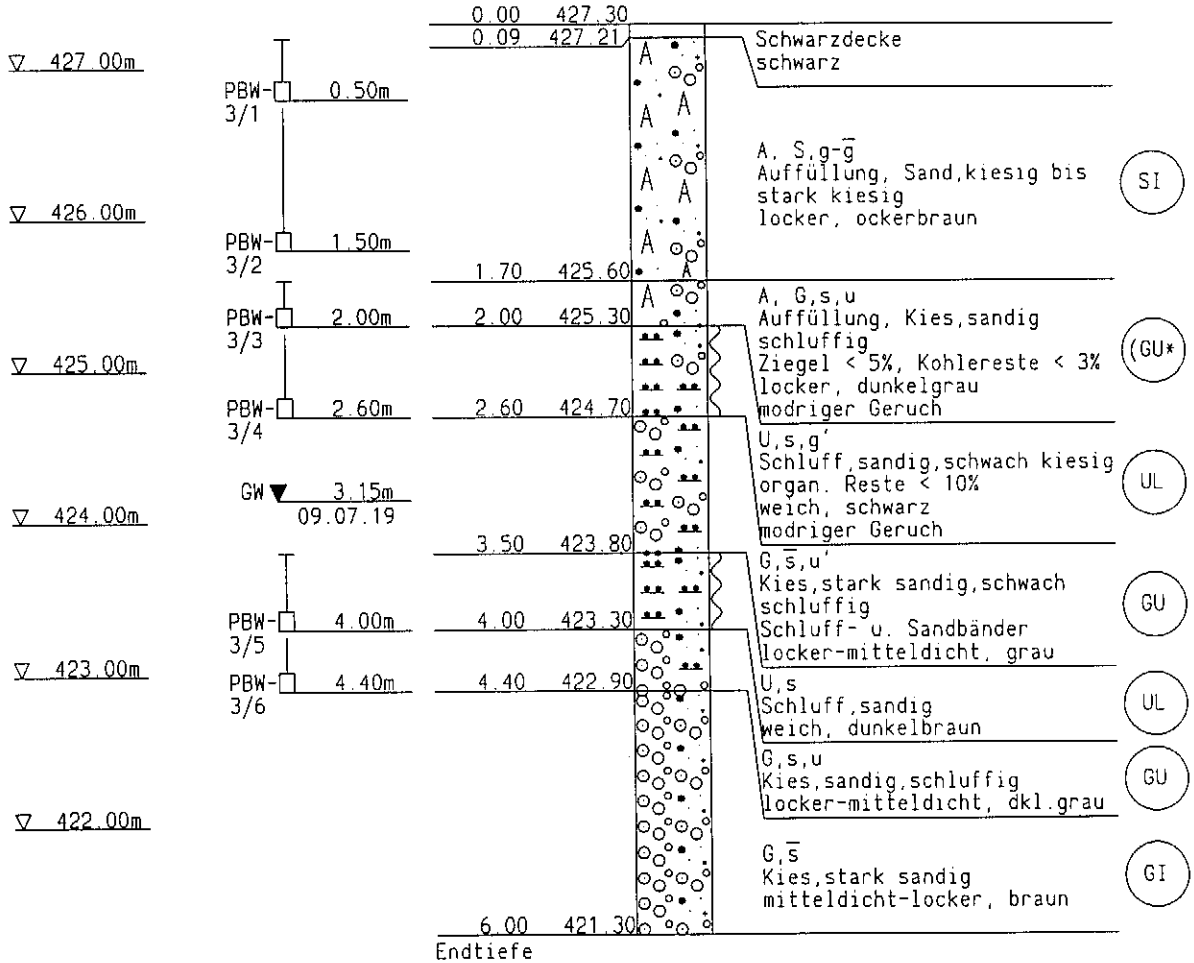 0.00 427.30
0.09 427.21
Schwarzdecke
schwarz
▽ 427.00m
PBW-
3/1
0.50m
A, S,g-g̅
Auffüllung, Sand,kiesig bis
stark kiesig
locker, ockerbraun
SI
▽ 426.00m
PBW-
3/2
1.50m
1.70 425.60
A, G,s,u
Auffüllung, Kies,sandig
schluffig
Ziegel < 5%, Kohlereste < 3%
locker, dunkelgrau
modriger Geruch
(GU*
PBW-
3/3
2.00m
2.00 425.30
▽ 425.00m
PBW-
3/4
2.60m
2.60 424.70
U,s,g'
Schluff,sandig,schwach kiesig
organ. Reste < 10%
weich, schwarz
modriger Geruch
UL
GW ▼ 3.15m
09.07.19
▽ 424.00m
3.50 423.80
G,s̅,u'
Kies,stark sandig,schwach
schluffig
Schluff- u. Sandbänder
locker-mitteldicht, grau
GU
PBW-
3/5
4.00m
4.00 423.30
U,s
Schluff,sandig
weich, dunkelbraun
UL
▽ 423.00m
PBW-
3/6
4.40m
4.40 422.90
G,s,u
Kies,sandig,schluffig
locker-mitteldicht, dkl.grau
GU
▽ 422.00m
G,s̅
Kies,stark sandig
mitteldicht-locker, braun
GI
6.00 421.30
Endtiefe
A
A
A
A
A
A
A
A
A